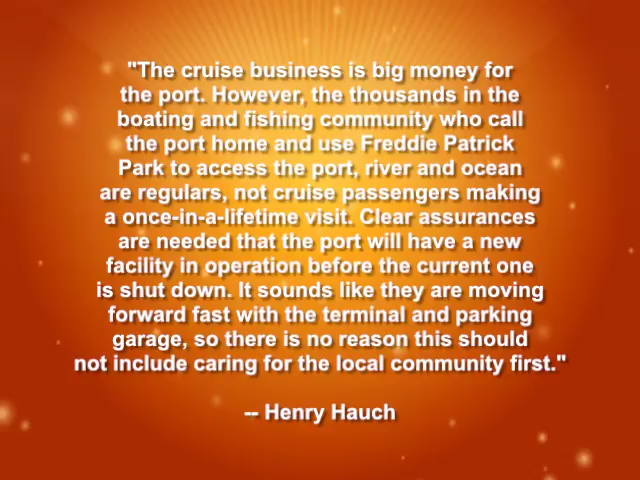 "The cruise business is big money for
the port. However, the thousands in the
boating and fishing community who call
the port home and use Freddie Patrick
Park to access the port, river and ocean
are regulars, not cruise passengers making
a once-in-a-lifetime visit. Clear assurances
are needed that the port will have a new
facility in operation before the current one
is shut down. It sounds like they are moving
forward fast with the terminal and parking
garage, so there is no reason this should
not include caring for the local community first."
-- Henry Hauch